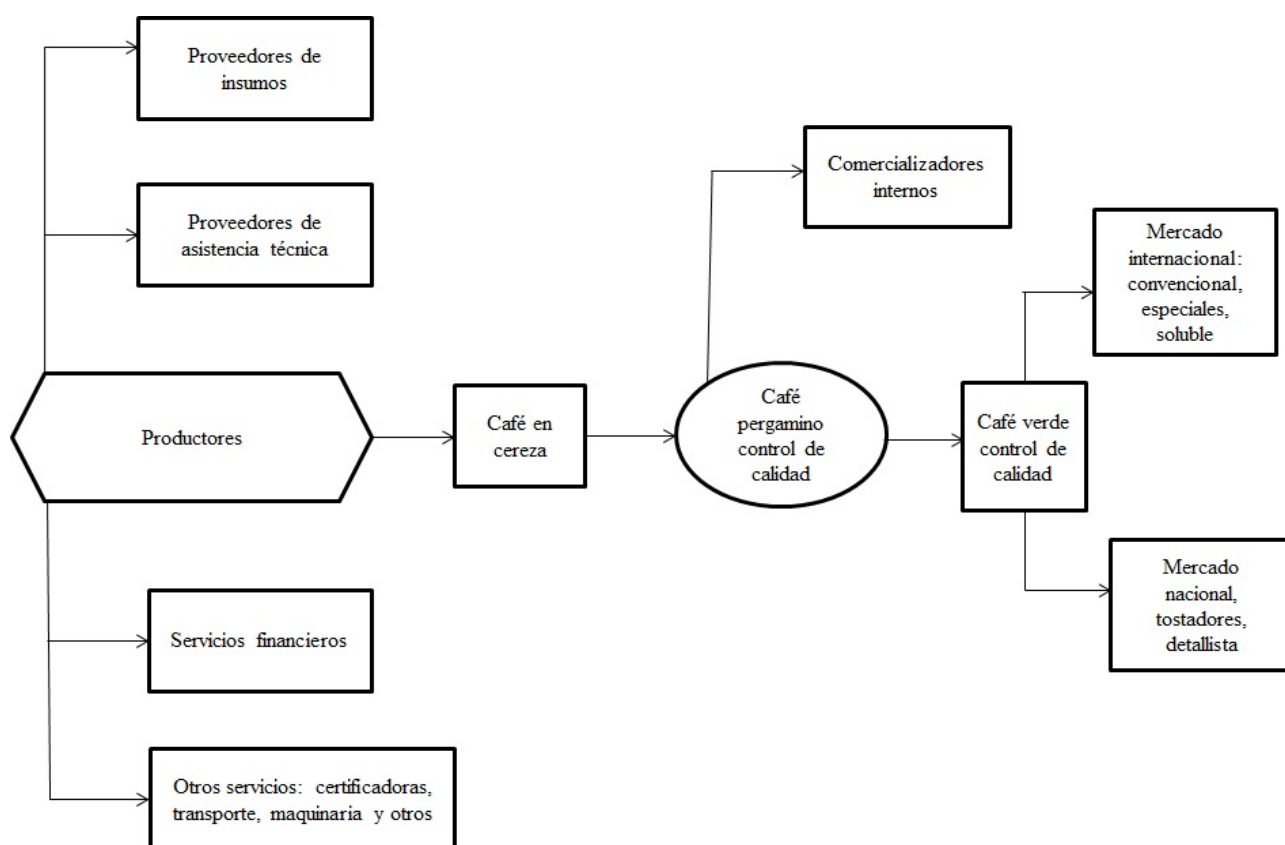 Proveedores de
insumos
Proveedores de
asistencia técnica
Productores
Servicios financieros
Otros servicios: certificadoras,
transporte, maquinaria y otros
Café en
cereza
Café
pergamino
control de
calidad
Comercializadores
internos
Café verde
control de
calidad
Mercado
internacional:
convencional,
especiales,
soluble
Mercado
nacional,
tostadores,
detallista